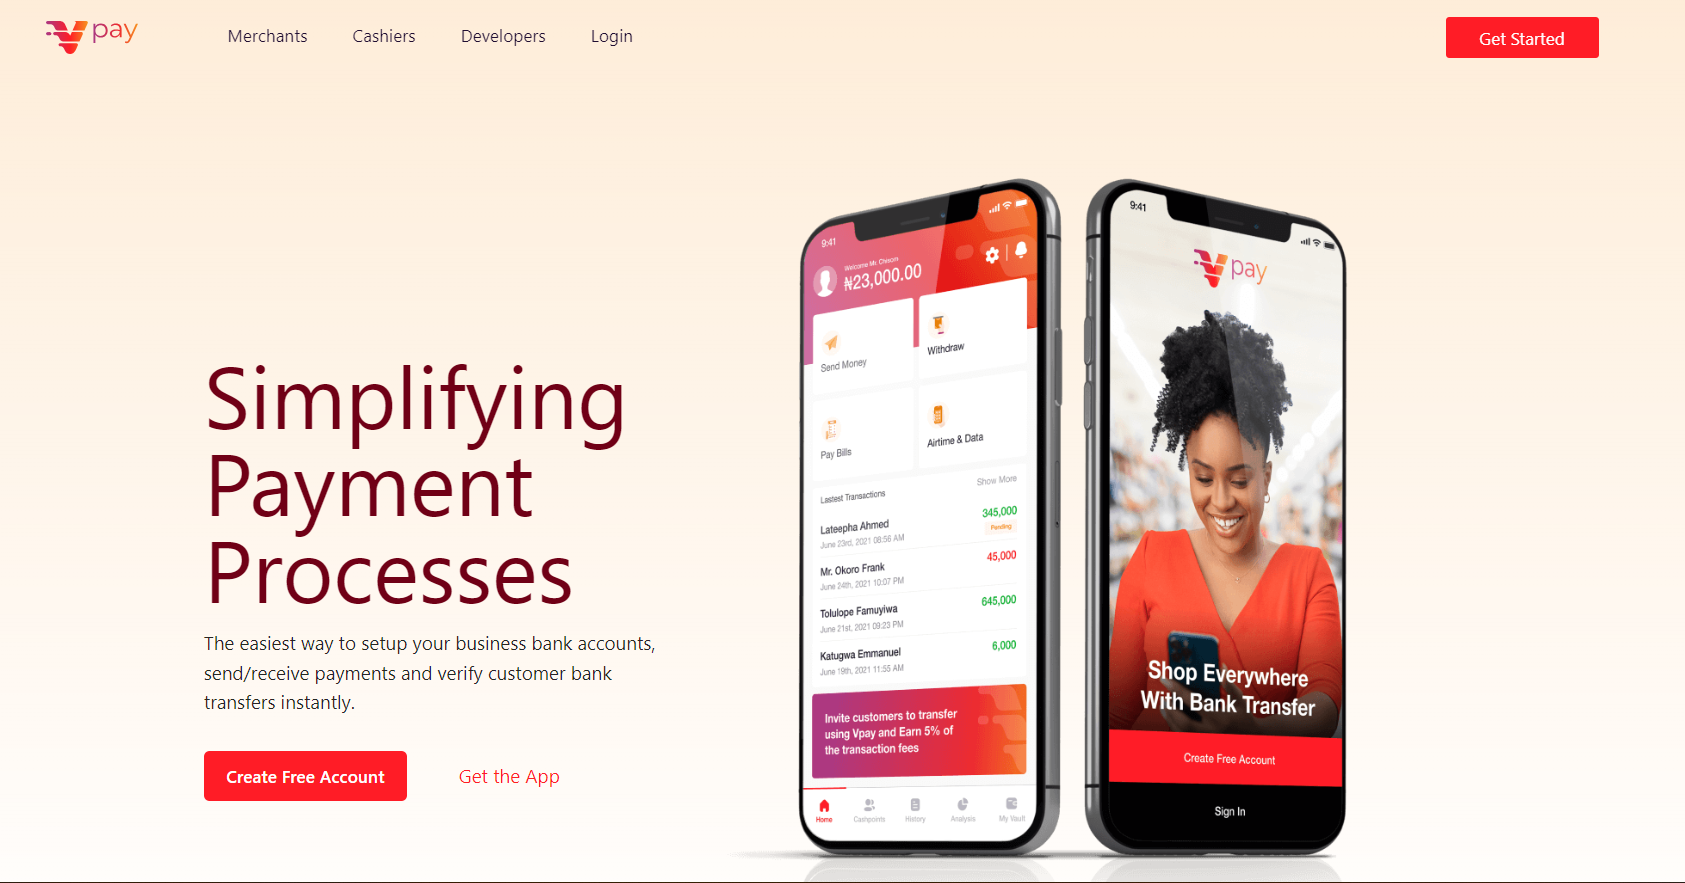 Vpay
Merchants
Cashiers
Developers
Login
Get Started
Simplifying
Payment
Processes
The easiest way to setup your business bank accounts,
send/receive payments and verify customer bank
transfers instantly.
Create Free Account
Get the App
9:41
Welcome Mr. Chisom
₦23,000.00
Send Money
Withdraw
Pay Bills
Airtime & Data
Lastest Transactions
Show More
Lateepha Ahmed
345,000
June 23rd, 2021 08:56 AM
Pending
Mr. Okoro Frank
45,000
June 24th, 2021 10:07 PM
Tolulope Famuyiwa
645,000
June 21st, 2021 09:23 PM
Katugwa Emmanuel
6,000
June 19th, 2021 11:55 AM
Invite customers to transfer
using Vpay and Earn 5% of
the transaction fees
Home
Cashpoints
History
Analysis
My Vault
9:41
Vpay
Shop Everywhere
With Bank Transfer
Create Free Account
Sign In